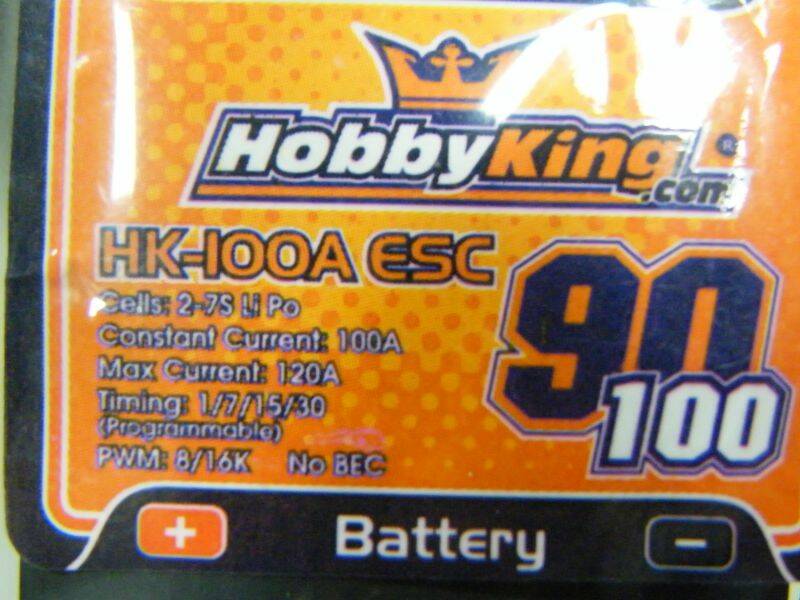 HobbyKing ®
.com
HK-100A ESC
90
100
Cells: 2-7S Li Po
Constant Current: 100A
Max Current: 120A
Timing: 1/7/15/30
(Programmable)
PWM: 8/16K No BEC
+ Battery -